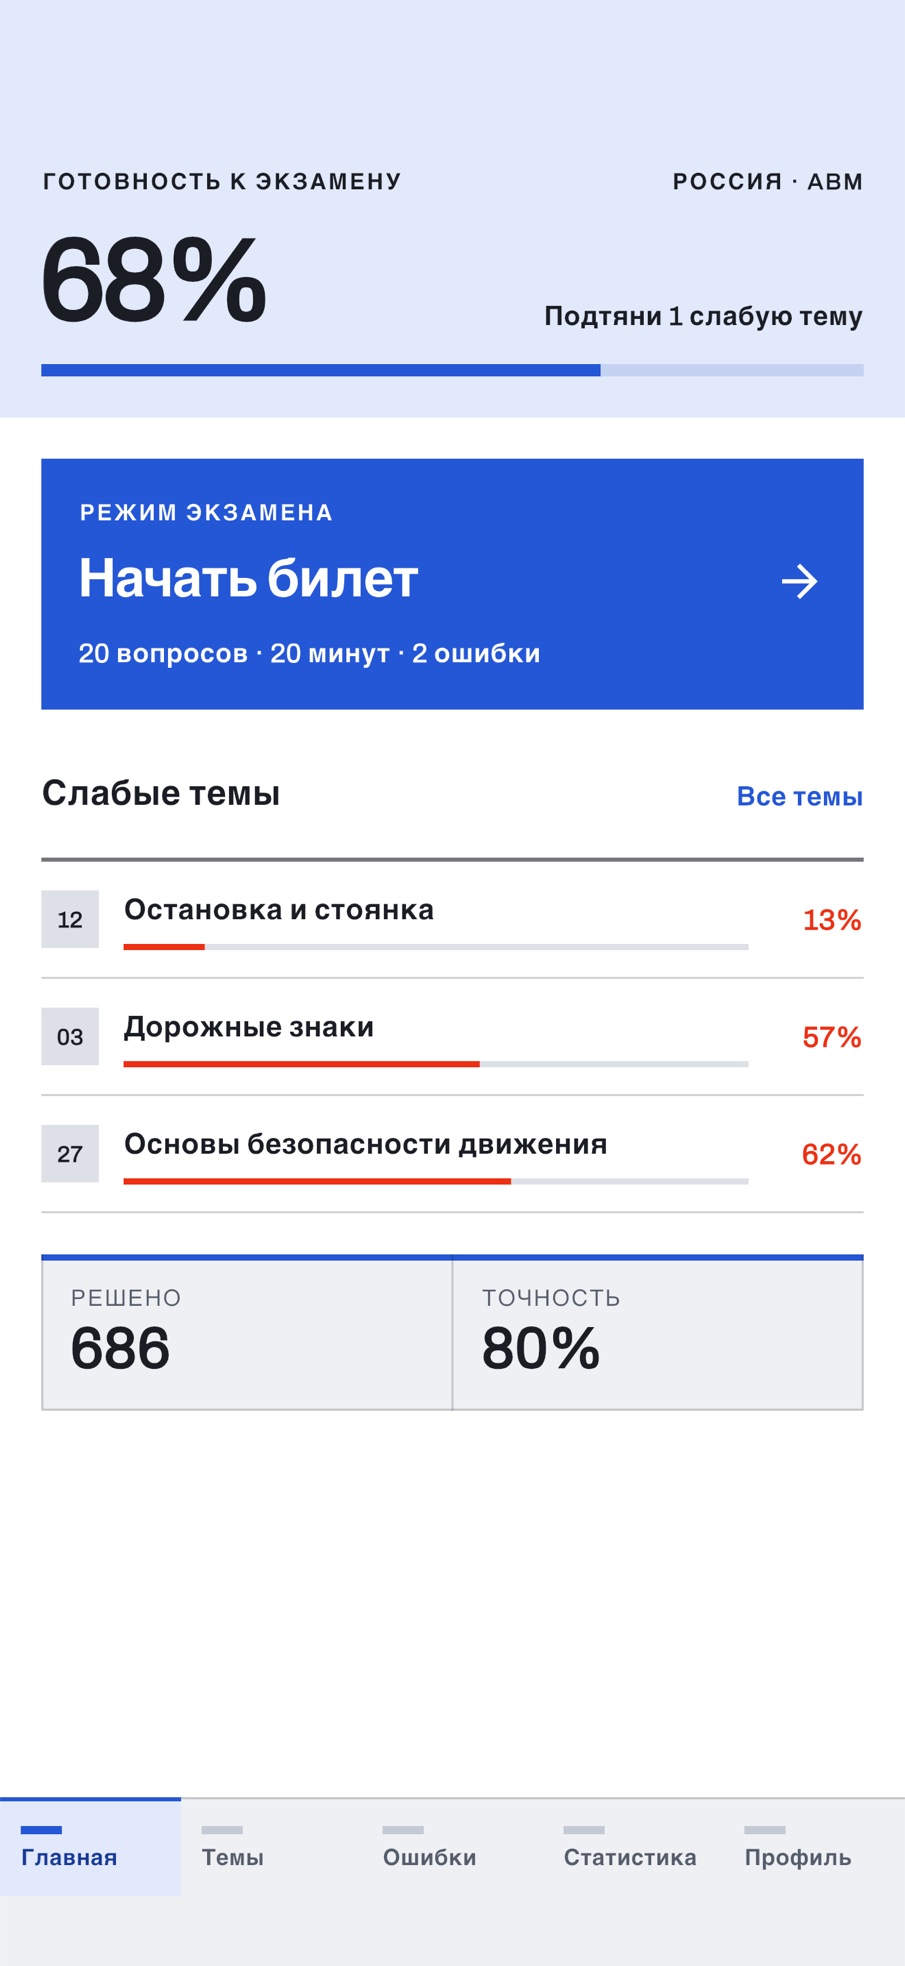 ГОТОВНОСТЬ К ЭКЗАМЕНУ
РОССИЯ · ABM
68%
Подтяни 1 слабую тему
РЕЖИМ ЭКЗАМЕНА
Начать билет
20 вопросов · 20 минут · 2 ошибки
Слабые темы
Все темы
12
Остановка и стоянка
13%
03
Дорожные знаки
57%
27
Основы безопасности движения
62%
РЕШЕНО
686
ТОЧНОСТЬ
80%
Главная
Темы
Ошибки
Статистика
Профиль